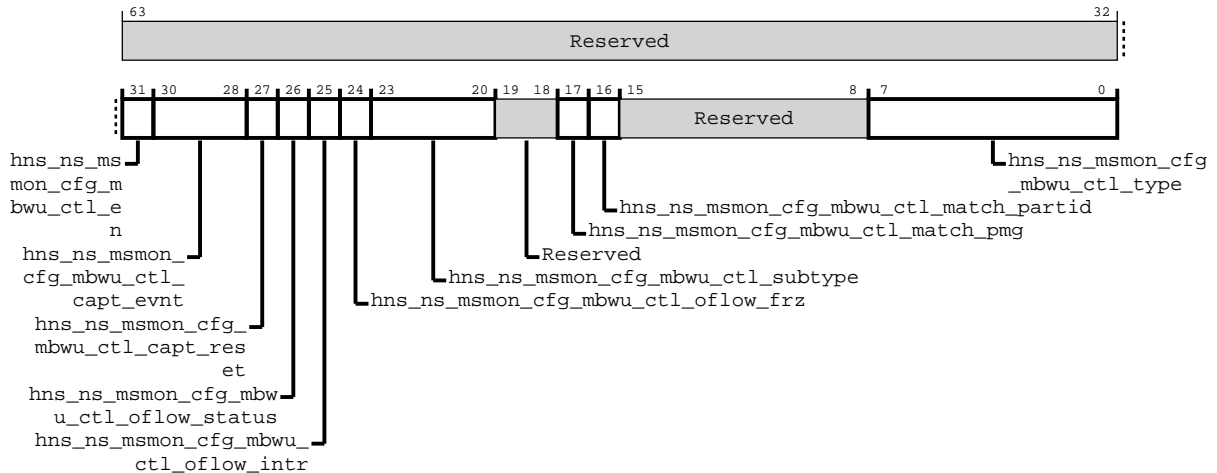 63 32
Reserved
31 30 28 27 26 25 24 23 20 19 18 17 16 15 8 7 0
Reserved
hns_ns_ms
mon_cfg_m
bwu_ctl_e
n
hns_ns_msmon_cfg
_mbwu_ctl_type
hns_ns_msmon_cfg_mbwu_ctl_match_partid
hns_ns_msmon_cfg_mbwu_ctl_match_pmg
hns_ns_msmon_
cfg_mbwu_ctl_
capt_evnt
Reserved
hns_ns_msmon_cfg_mbwu_ctl_subtype
hns_ns_msmon_cfg_mbwu_ctl_oflow_frz
hns_ns_msmon_cfg_
mbwu_ctl_capt_res
et
hns_ns_msmon_cfg_mbw
u_ctl_oflow_status
hns_ns_msmon_cfg_mbwu_
ctl_oflow_intr